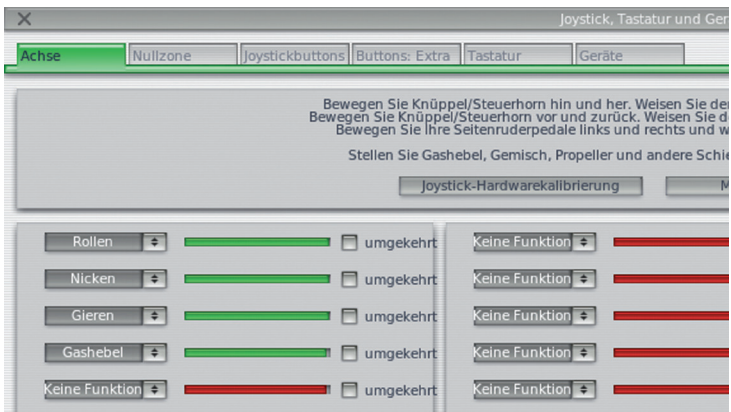 Joystick, Tastatur und Ger
Achse Nullzone Joystickbuttons Buttons: Extra Tastatur Geräte
Bewegen Sie Knüppel/Steuerhorn hin und her. Weisen Sie de
Bewegen Sie Knüppel/Steuerhorn vor und zurück. Weisen Sie d
Bewegen Sie Ihre Seitenruderpedale links und rechts und w
Stellen Sie Gashebel, Gemisch, Propeller und andere Schie
Joystick-Hardwarekalibrierung M
Rollen umgekehrt Keine Funktion
Nicken umgekehrt Keine Funktion
Gieren umgekehrt Keine Funktion
Gashebel umgekehrt Keine Funktion
Keine Funktion umgekehrt Keine Funktion